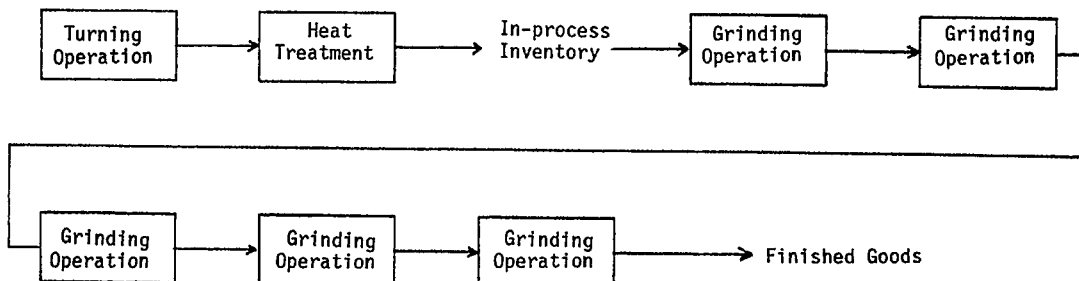 Turning
Operation
Heat
Treatment
In-process
Inventory
Grinding
Operation
Grinding
Operation
Grinding
Operation
Grinding
Operation
Grinding
Operation
Finished Goods